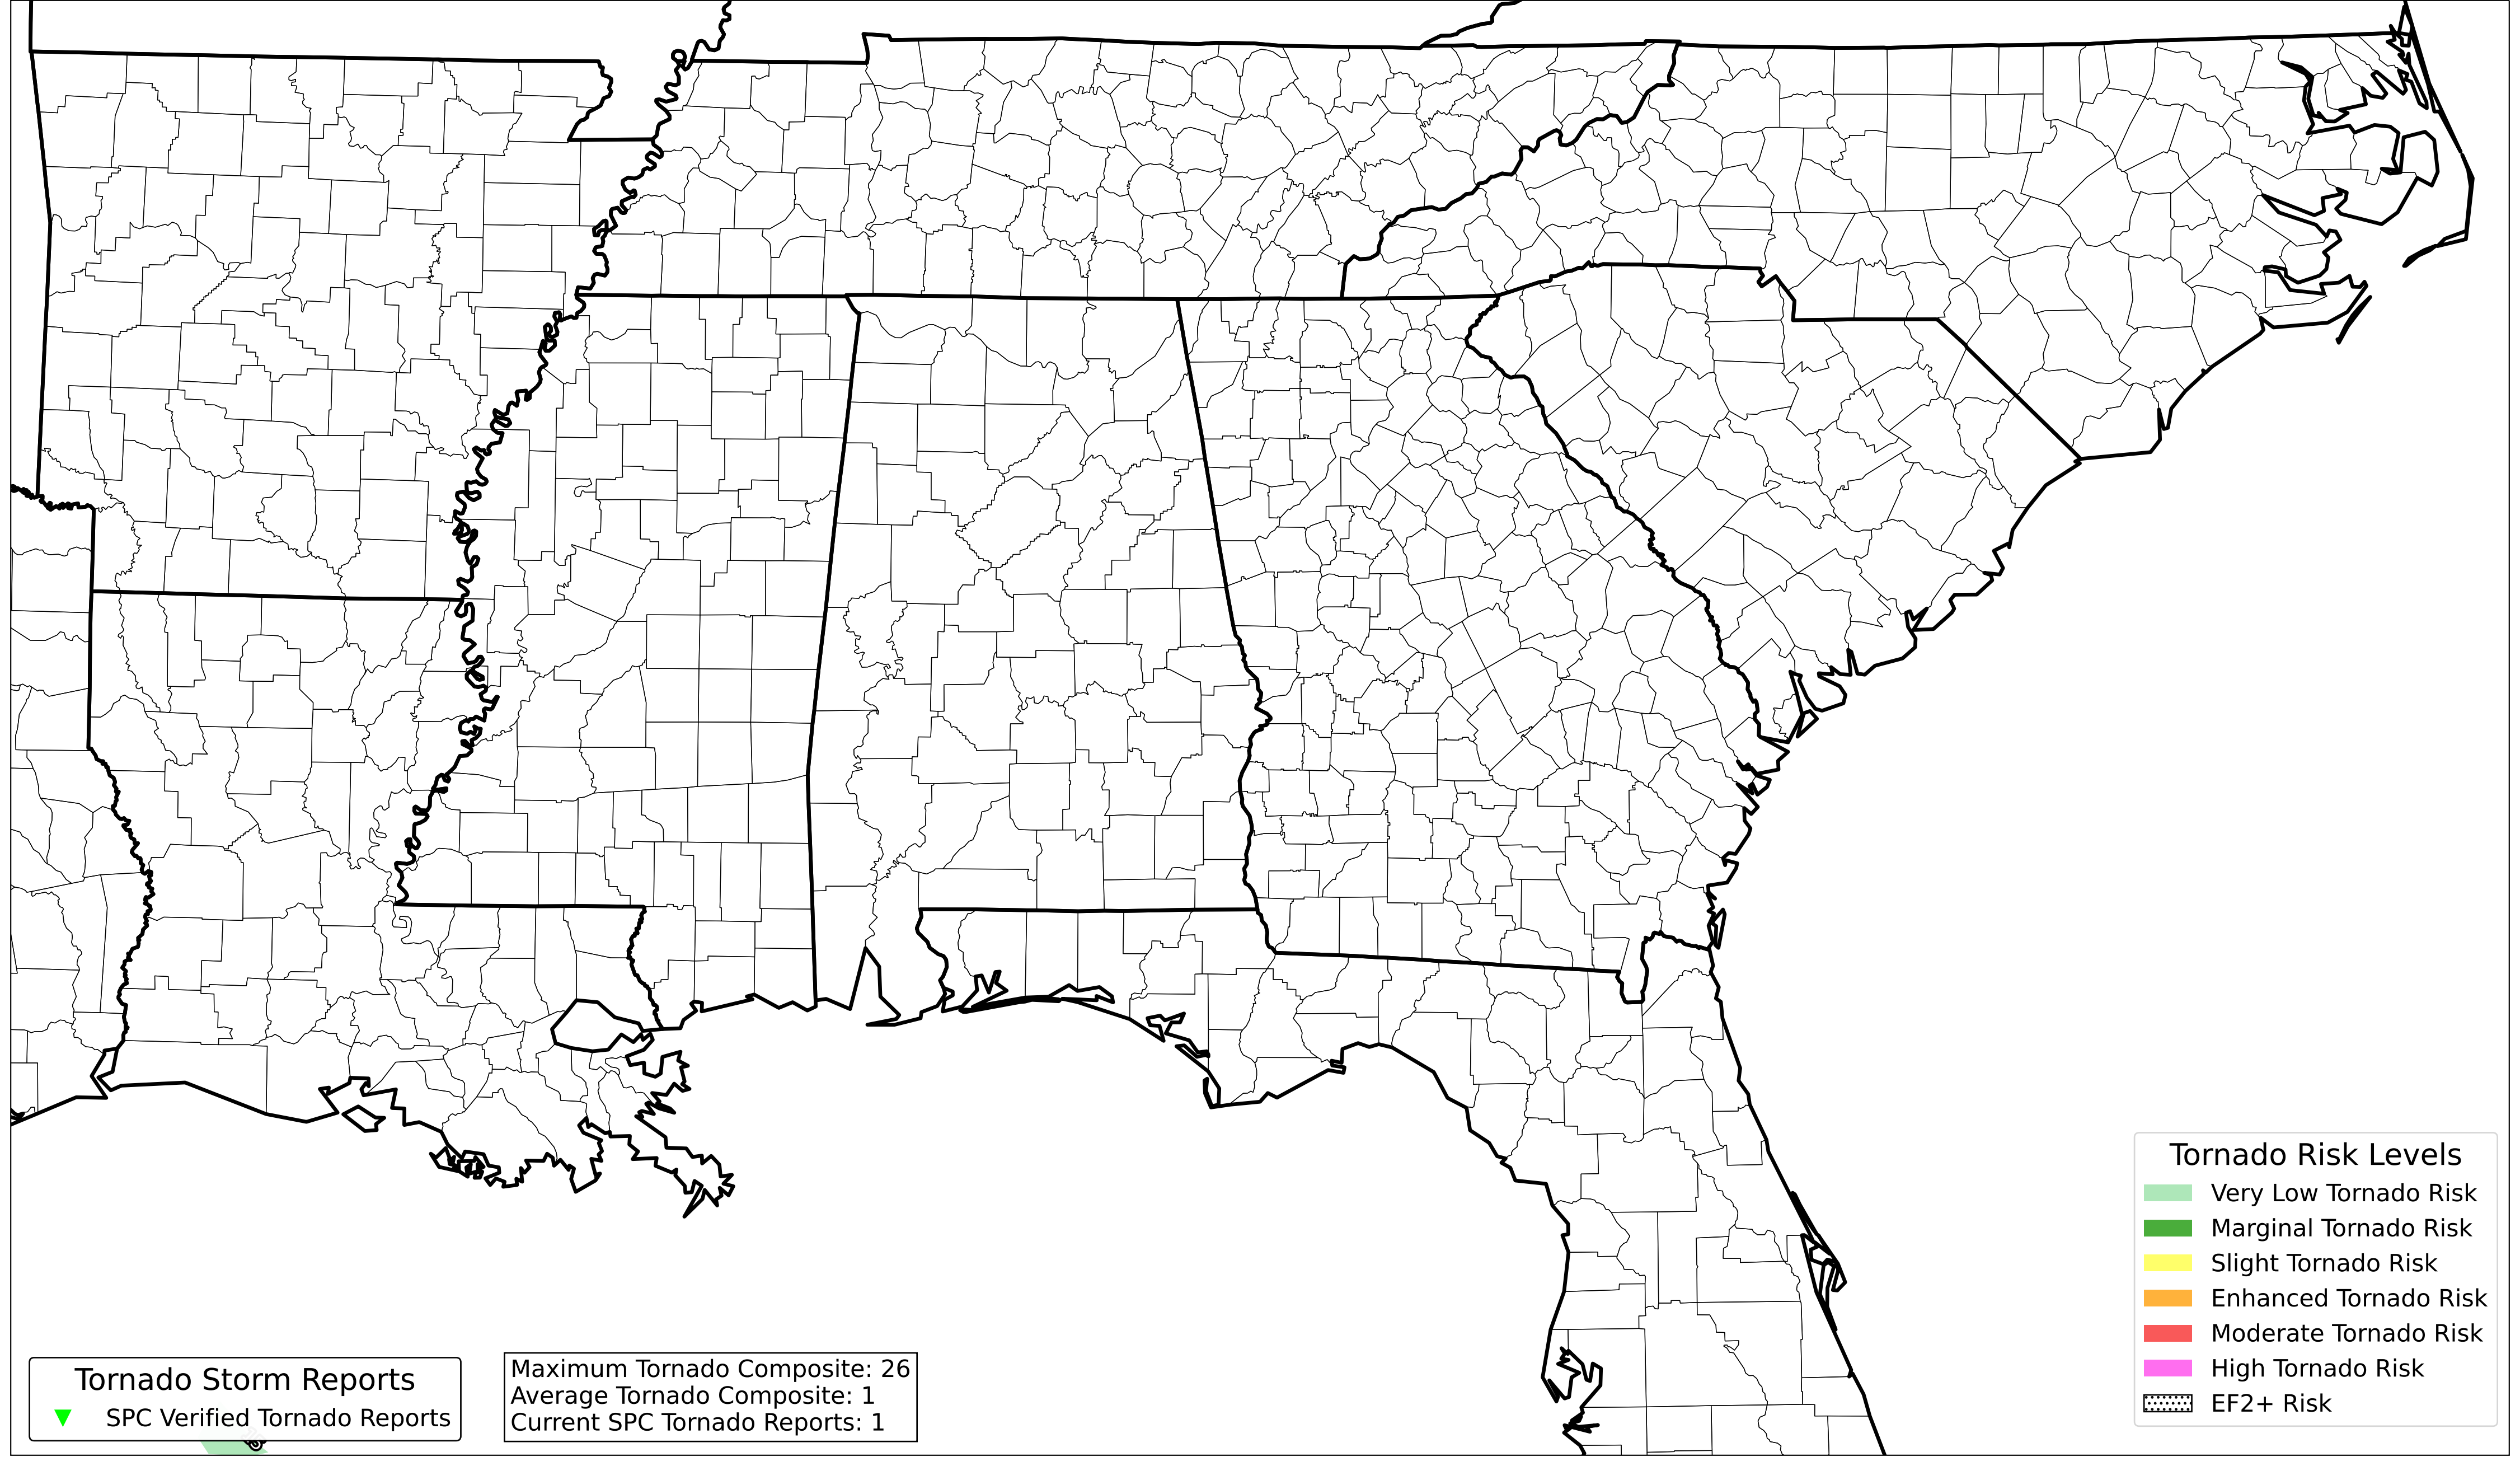 Tornado Risk Levels
Very Low Tornado Risk
Marginal Tornado Risk
Slight Tornado Risk
Enhanced Tornado Risk
Moderate Tornado Risk
High Tornado Risk
EF2+ Risk
Tornado Storm Reports
SPC Verified Tornado Reports
Maximum Tornado Composite: 26
Average Tornado Composite: 1
Current SPC Tornado Reports: 1